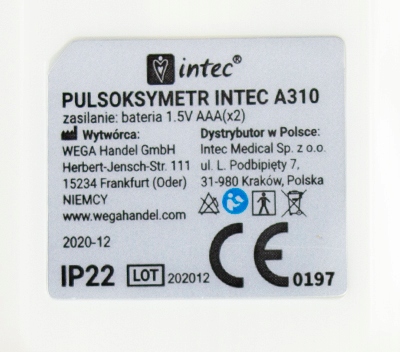 intec®
PULSOKSYMETR INTEC A310
zasilanie: bateria 1.5V AAA(x2)
Wytwórca:
WEGA Handel GmbH
Herbert-Jensch-Str. 111
15234 Frankfurt (Oder)
NIEMCY
www.wegahandel.com
Dystrybutor w Polsce:
Intec Medical Sp. z o.o.
ul. L. Podbipięty 7,
31-980 Kraków, Polska
2020-12
IP22
LOT 202012
CE 0197